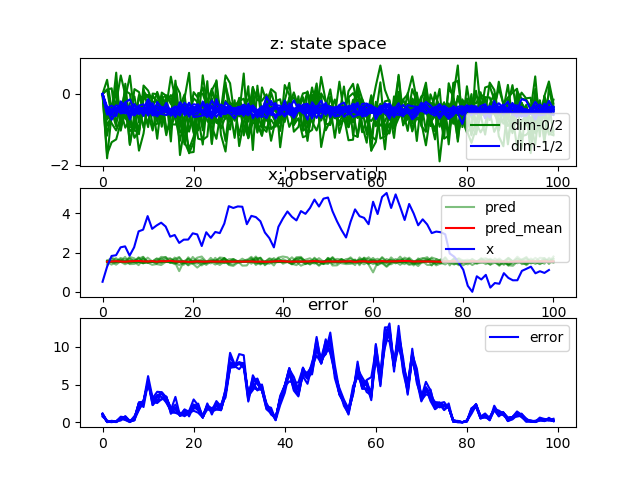 z: state space
0
−2
dim-0/2
dim-1/2
0 20 40 60 80 100
x: observation
4
2
0
pred
pred_mean
x
0 20 40 60 80 100
error
10
5
0
error
0 20 40 60 80 100